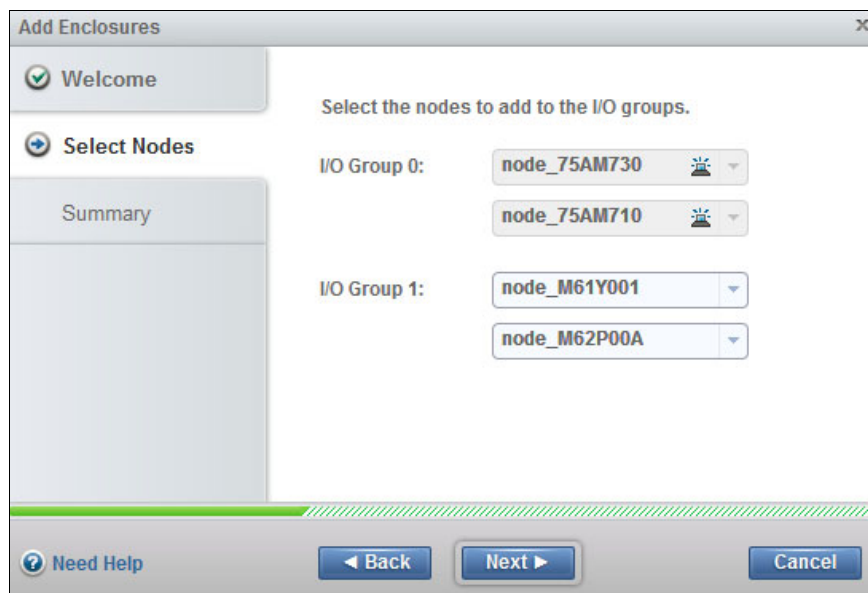 Add Enclosures
x
Welcome
Select Nodes
Summary
Select the nodes to add to the I/O groups.
I/O Group 0: node_75AM730
node_75AM710
I/O Group 1: node_M61Y001
node_M62P00A
Need Help
Back
Next
Cancel